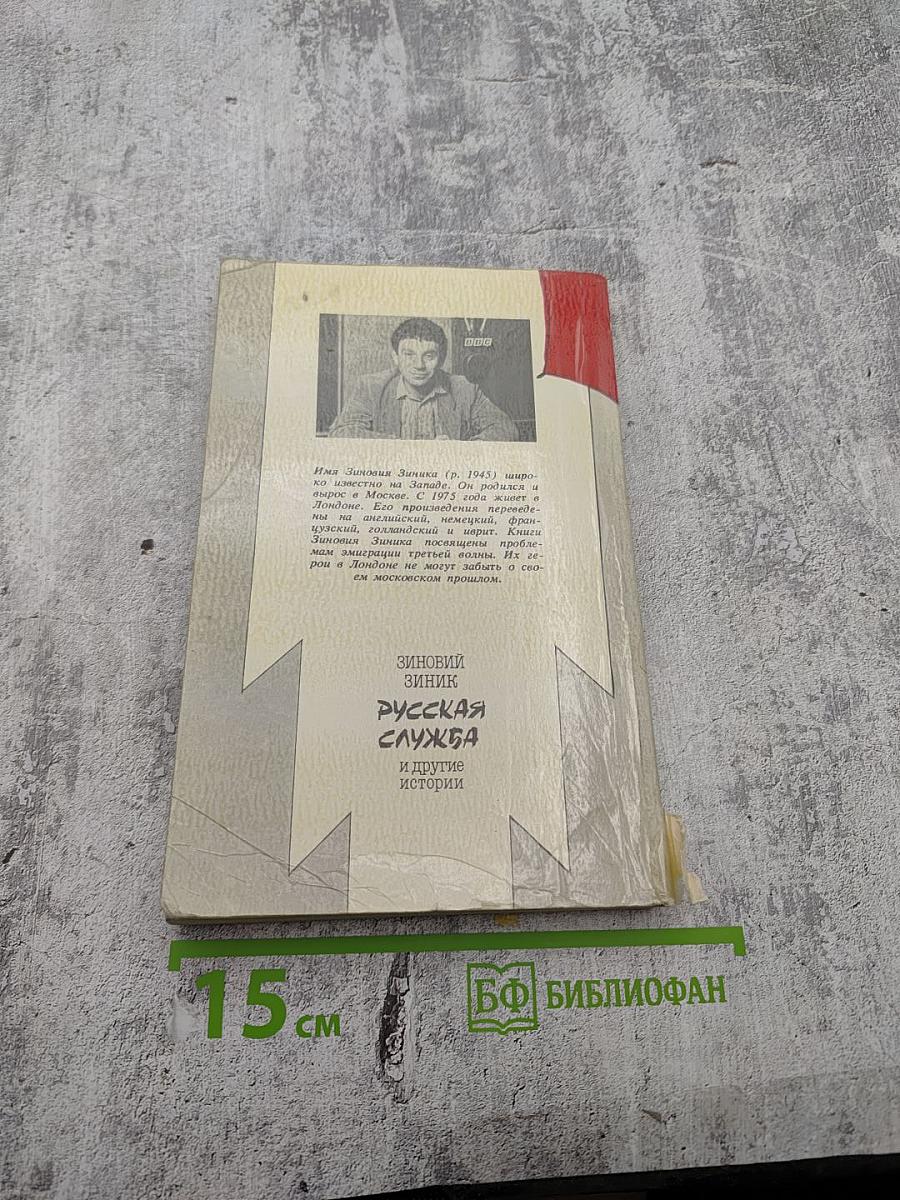 BBC
Имя Зиновия Зиника (р. 1945) широ-
ко известно на Западе. Он родился и
вырос в Москве. С 1975 года живет в
Лондоне. Его произведения переведе-
ны на английский, немецкий, фран-
цузский, голландский и иврит. Книги
Зиновия Зиника посвящены пробле-
мам эмиграции третьей волны. Их ге-
рои в Лондоне не могут забыть о сво-
ем московском прошлом.
ЗИНОВИЙ
ЗИНИК
РУССКАЯ
СЛУЖБА
и другие
истории
15 см
БФ БИБЛИОФАН